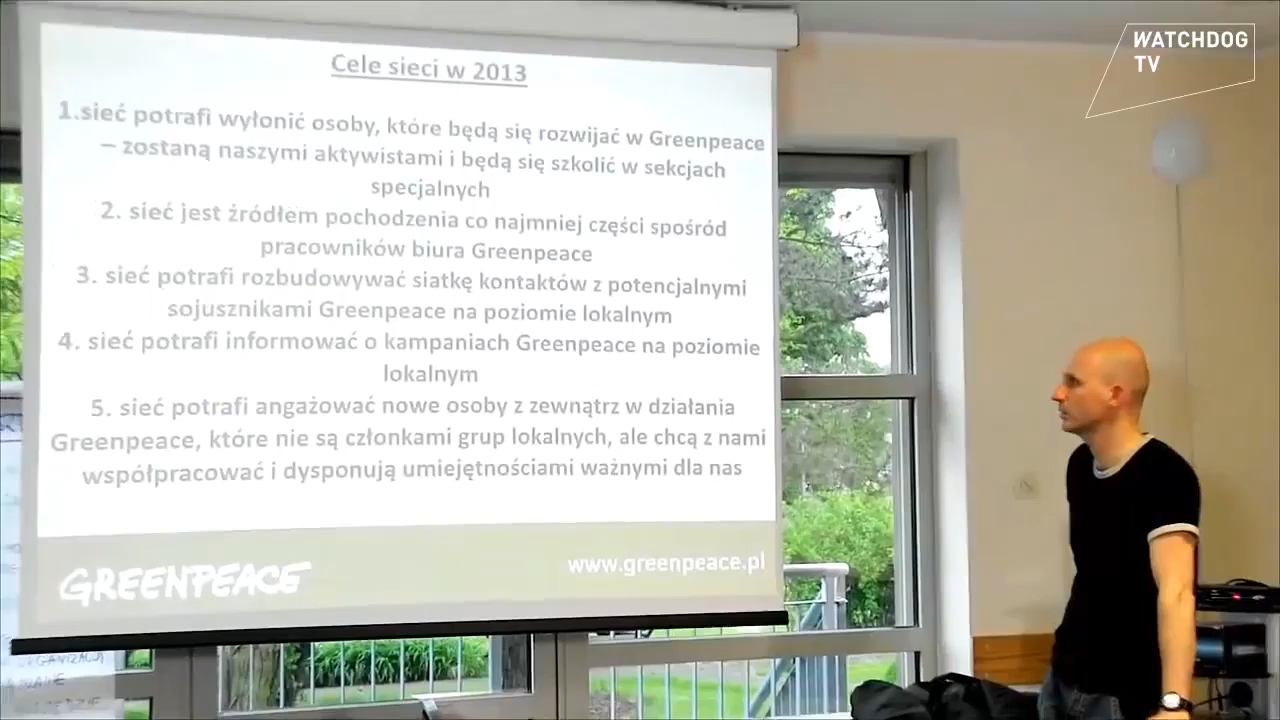 WATCHDOG
TV
Cele sieci w 2013
1.sieć potrafi wyłonić osoby, które będą się rozwijać w Greenpeace
– zostaną naszymi aktywistami i będą się szkolić w sekcjach
specjalnych
2. sieć jest źródłem pochodzenia co najmniej części spośród
pracowników biura Greenpeace
3. sieć potrafi rozbudowywać siatkę kontaktów z potencjalnymi
sojusznikami Greenpeace na poziomie lokalnym
4. sieć potrafi informować o kampaniach Greenpeace na poziomie
lokalnym
5. sieć potrafi angażować nowe osoby z zewnątrz w działania
Greenpeace, które nie są członkami grup lokalnych, ale chcą z nami
współpracować i dysponują umiejętnościami ważnymi dla nas
GREENPEACE
www.greenpeace.pl